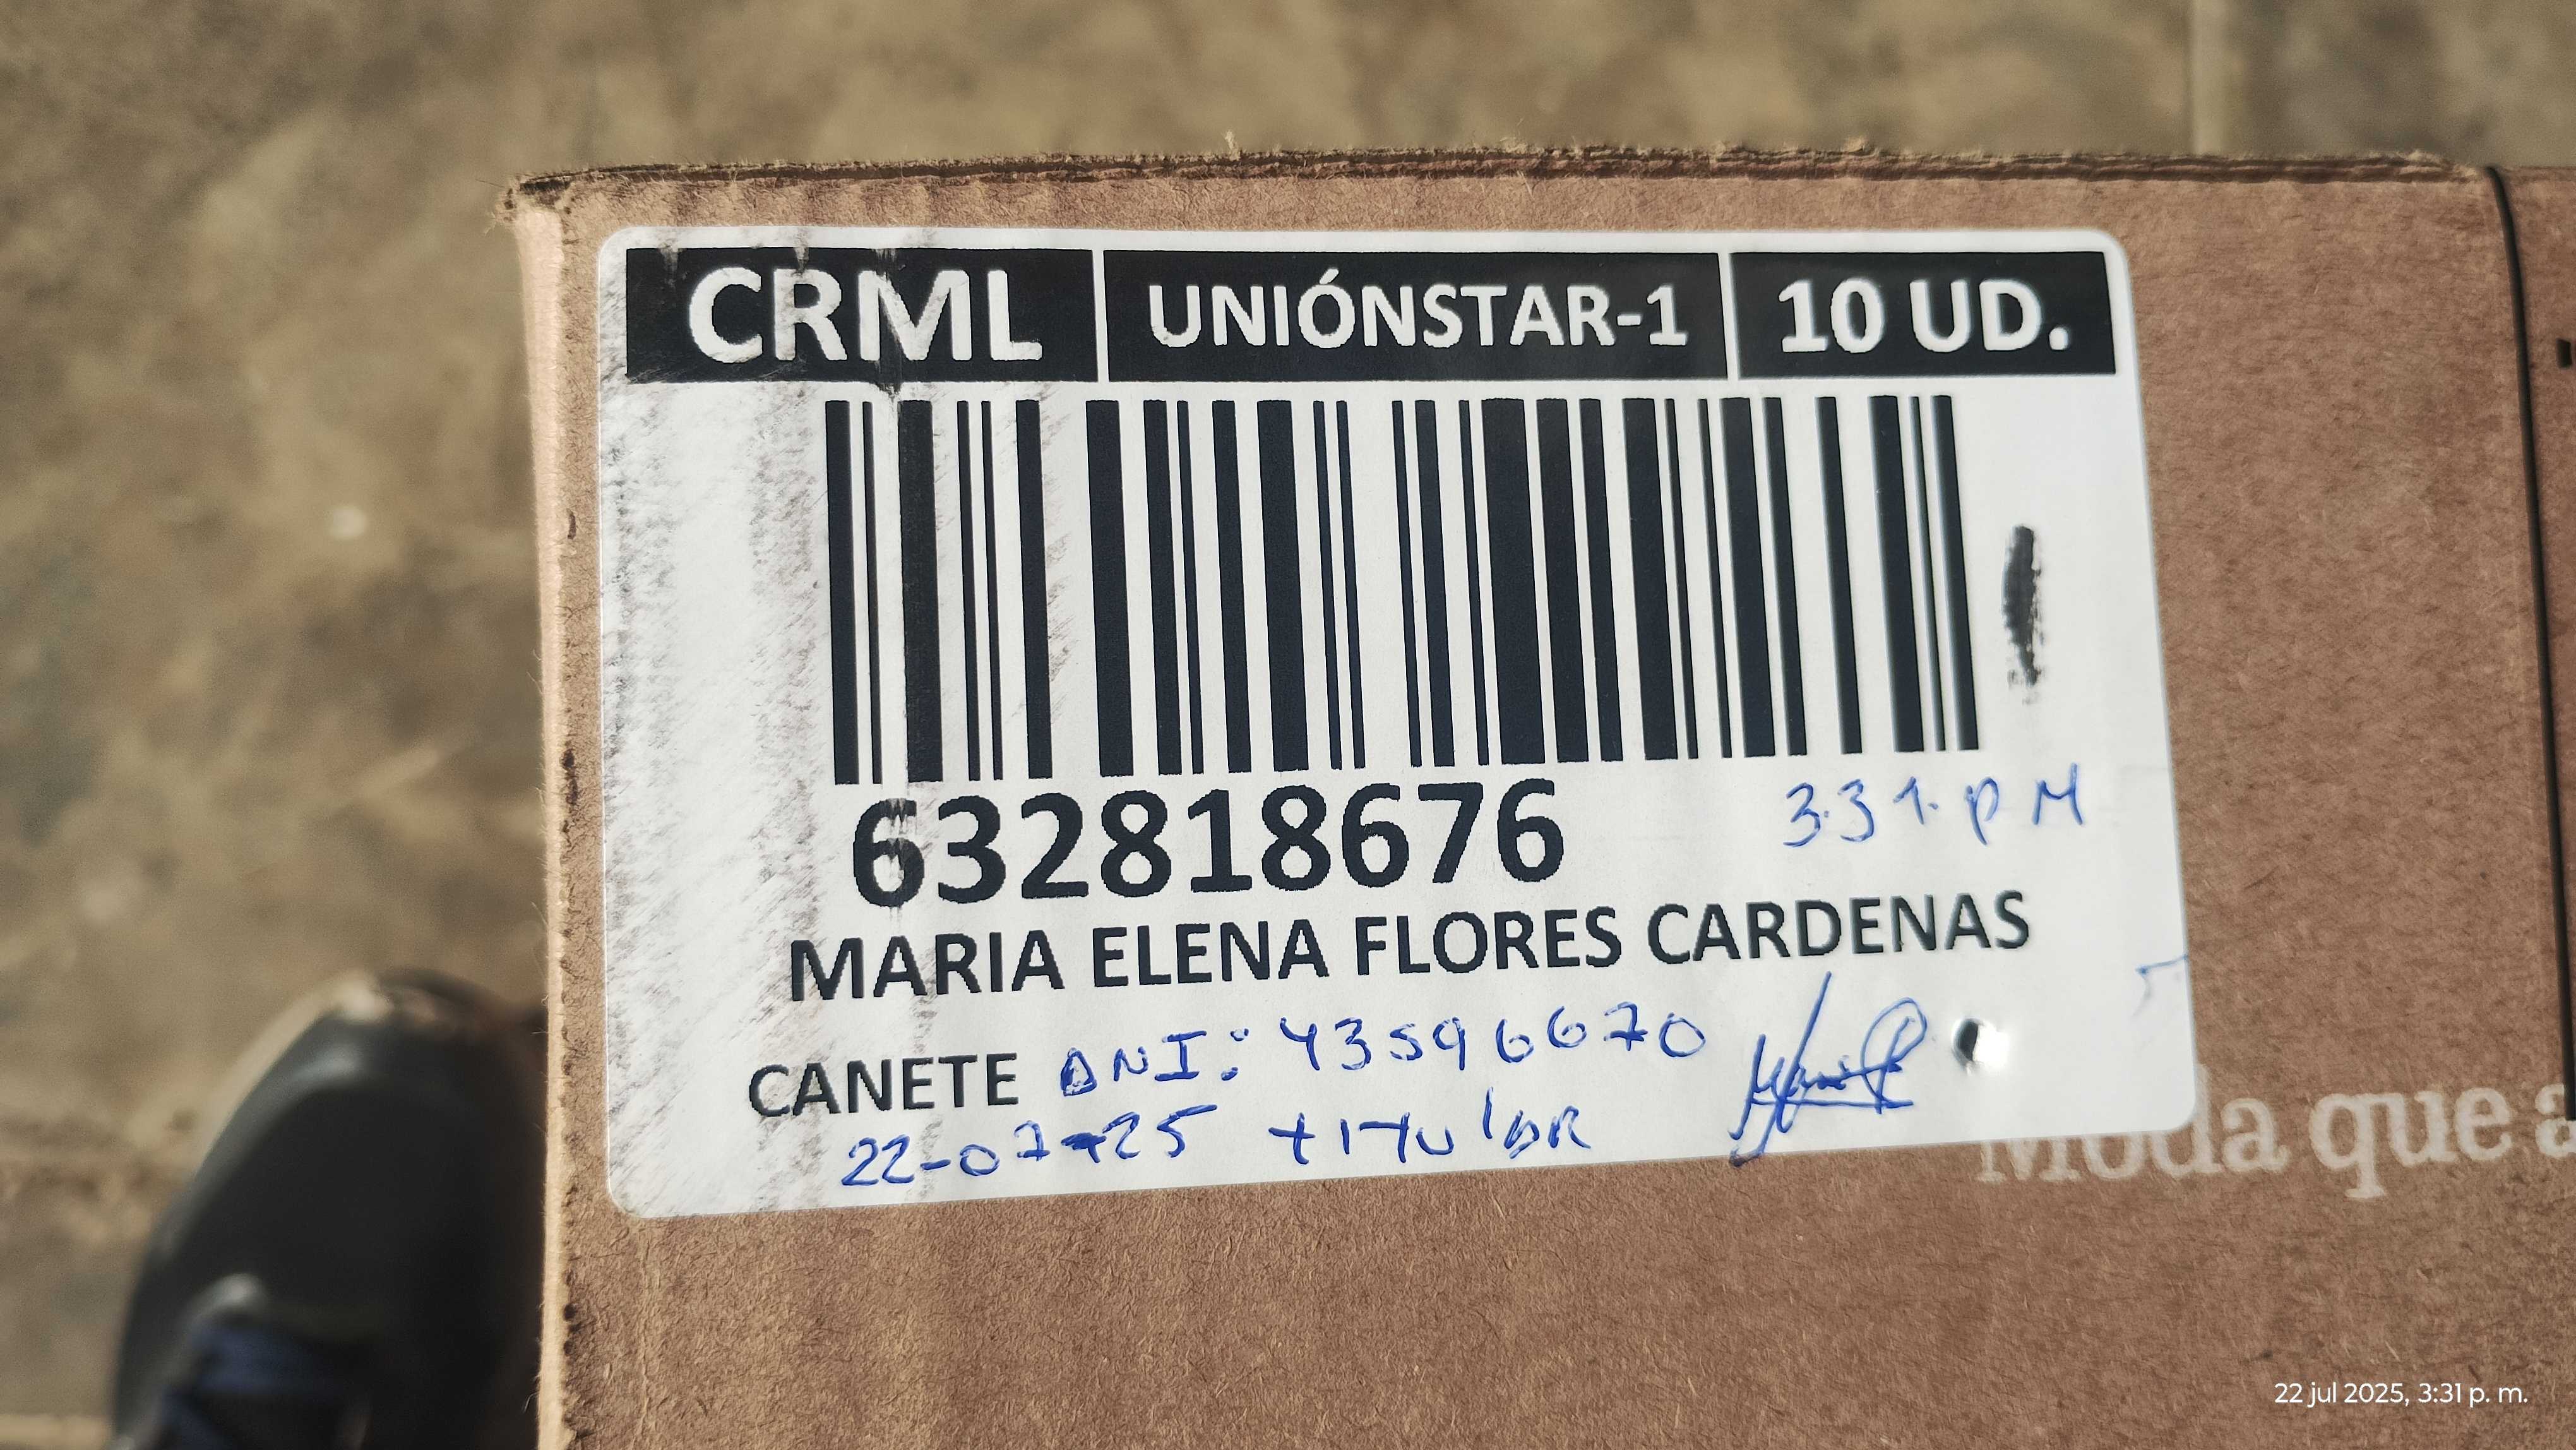 CRML UNIÓNSTAR-1 10 UD.
632818676
3:31. PM
MARIA ELENA FLORES CARDENAS
CANETE DNI: 43596670
22-07-25 titular
Moda que a
22 jul 2025, 3:31 p. m.